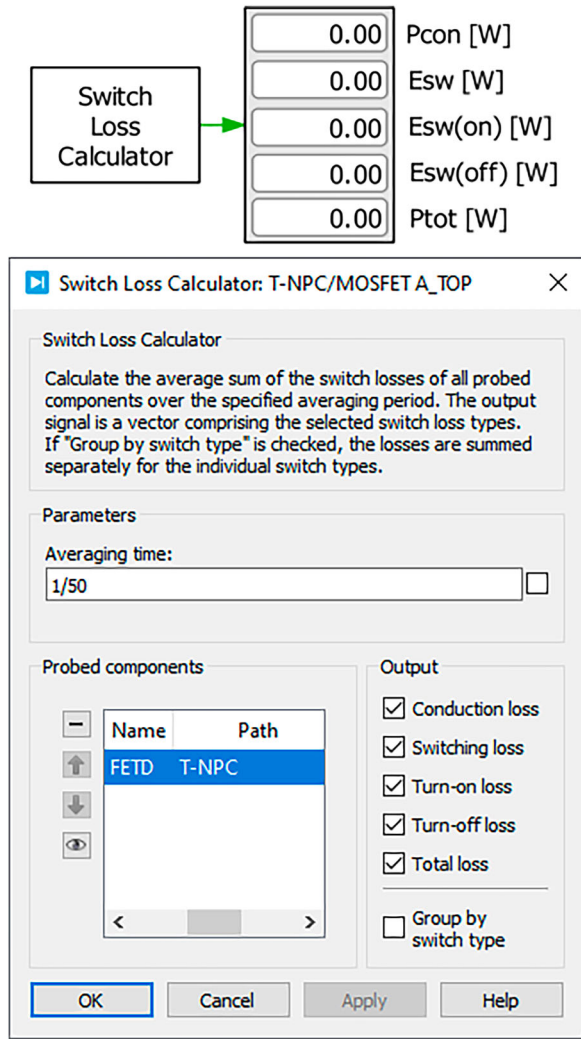 Switch
Loss
Calculator
0.00 Pcon [W]
0.00 Esw [W]
0.00 Esw(on) [W]
0.00 Esw(off) [W]
0.00 Ptot [W]
Switch Loss Calculator: T-NPC/MOSFET A_TOP
Switch Loss Calculator
Calculate the average sum of the switch losses of all probed
components over the specified averaging period. The output
signal is a vector comprising the selected switch loss types.
If "Group by switch type" is checked, the losses are summed
separately for the individual switch types.
Parameters
Averaging time:
1/50
Probed components
Name Path
FETD T-NPC
Output
Conduction loss
Switching loss
Turn-on loss
Turn-off loss
Total loss
Group by
switch type
OK Cancel Apply Help